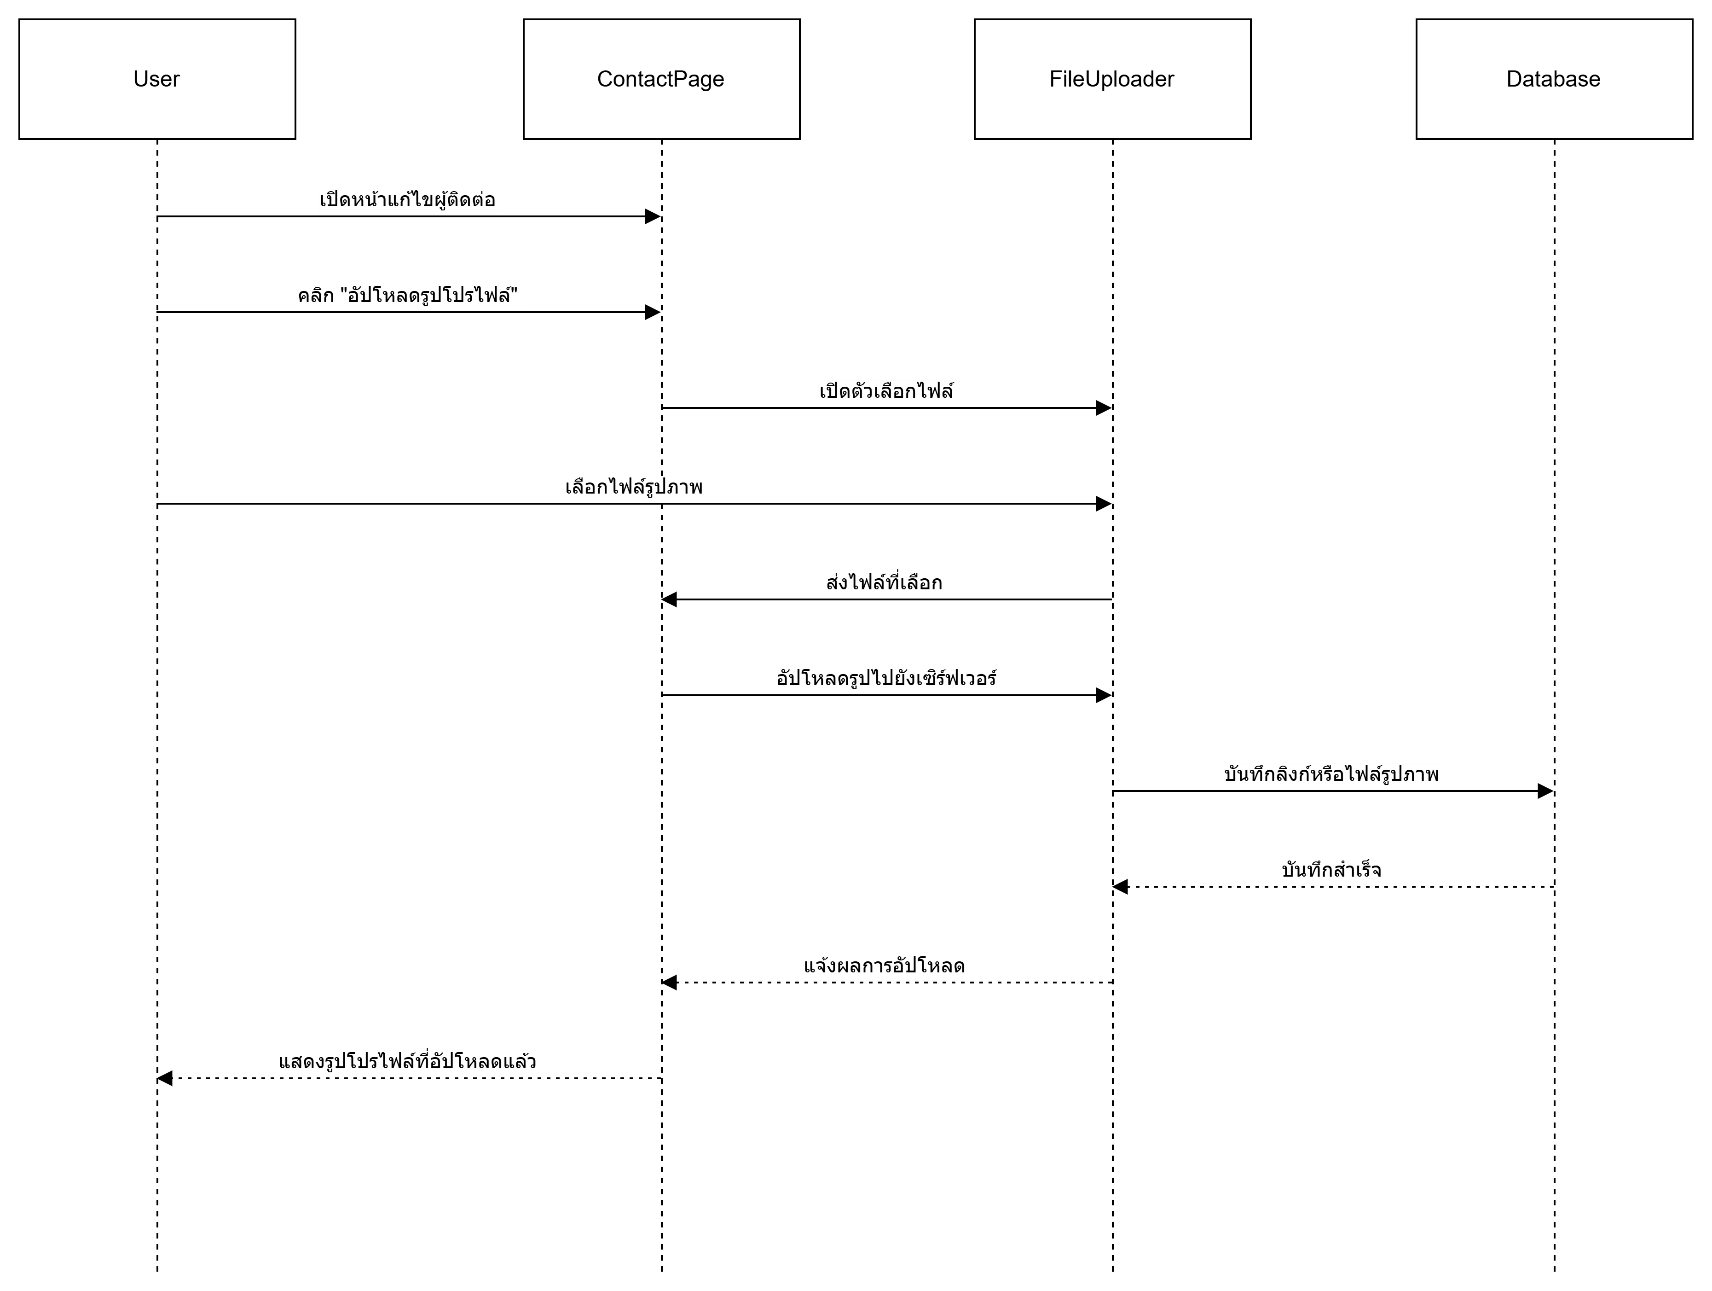 User
ContactPage
FileUploader
Database
เปิดหน้าแก้ไขผู้ติดต่อ
คลิก "อัปโหลดรูปโปรไฟล์"
เปิดตัวเลือกไฟล์
เลือกไฟล์รูปภาพ
ส่งไฟล์ที่เลือก
อัปโหลดรูปไปยังเซิร์ฟเวอร์
บันทึกลิงก์หรือไฟล์รูปภาพ
บันทึกสำเร็จ
แจ้งผลการอัปโหลด
แสดงรูปโปรไฟล์ที่อัปโหลดแล้ว